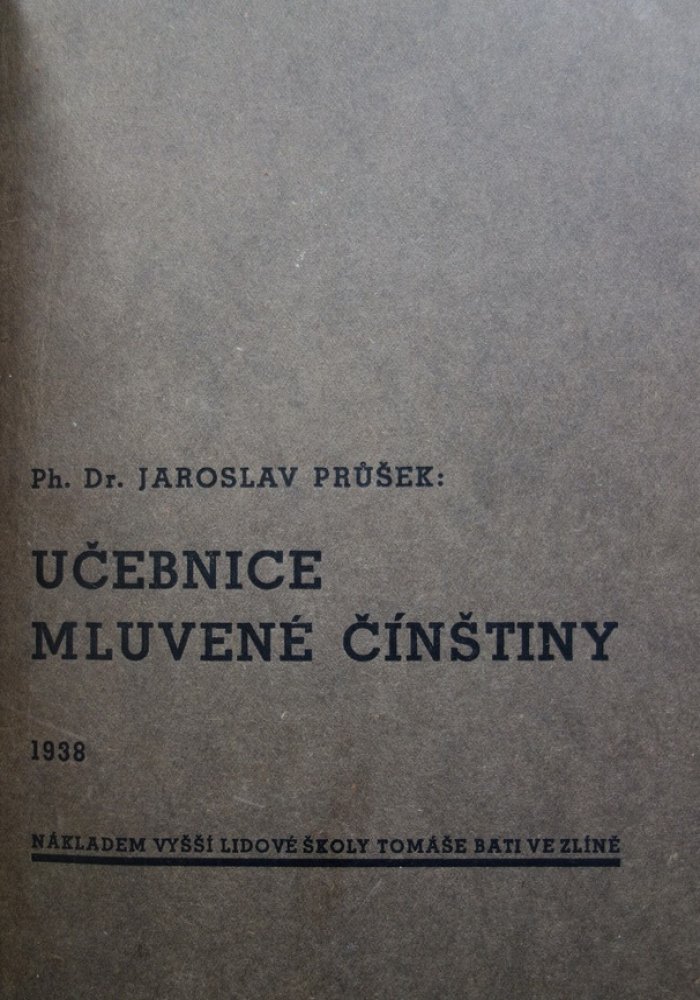 Ph. Dr. JAROSLAV PRŮŠEK:
UČEBNICE
MLUVENÉ ČÍNŠTINY
1938
NÁKLADEM VYŠŠÍ LIDOVÉ ŠKOLY TOMÁŠE BATI VE ZLÍNĚ